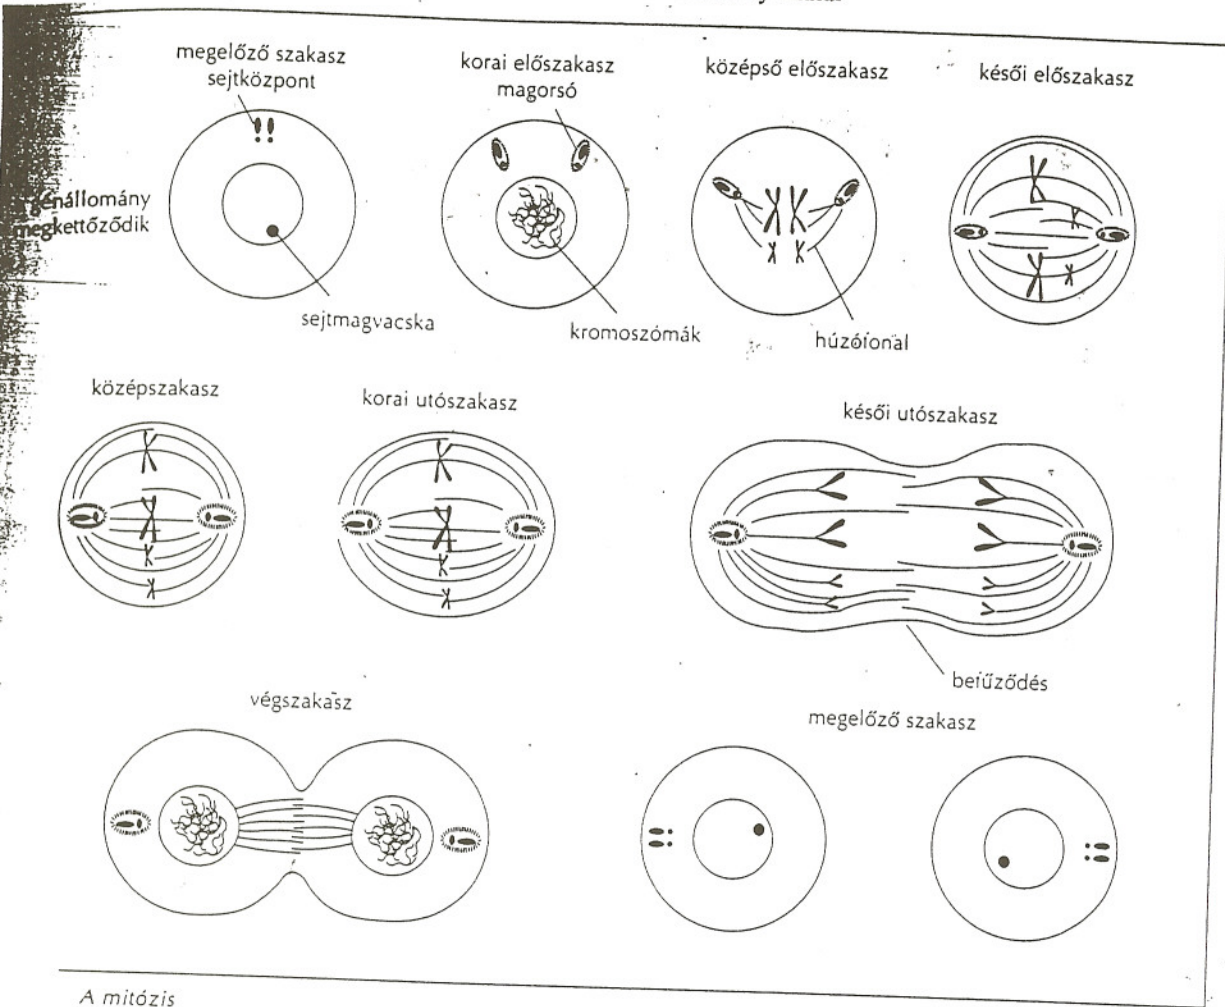 megelőző szakasz
sejtközpont
korai előszakasz
magorsó
középső előszakasz
késői előszakasz
génállomány
megkettőződik
sejtmagvacska
kromoszómák
húzófonal
középszakasz
korai utószakasz
késői utószakasz
befűződés
végszakasz
megelőző szakasz
A mitózis